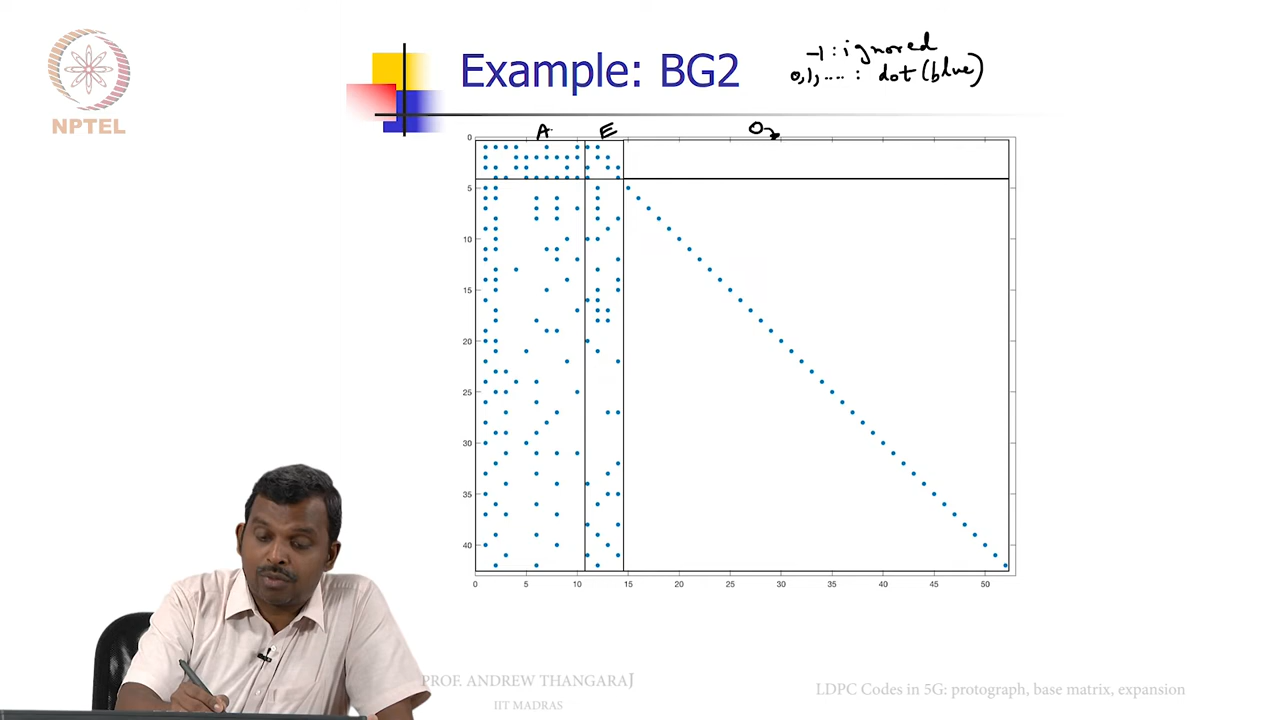 NPTEL
Example: BG2
-1 : ignored
0,1,.... : dot (blue)
A E O
0
5
10
15
20
25
30
35
40
0 5 10 15 20 25 30 35 40 45 50
PROF. ANDREW THANGARAJ
IIT MADRAS
LDPC Codes in 5G: protograph, base matrix, expansion